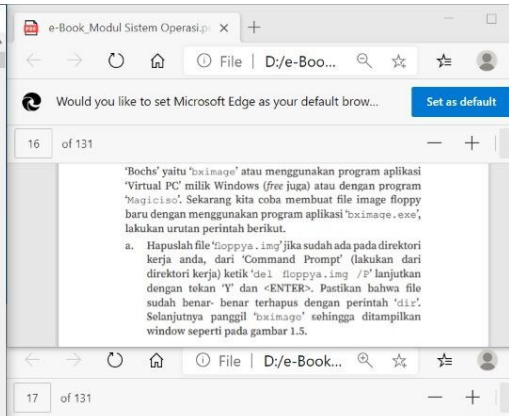 e-Book_Modul Sistem Operasi.p
File | D:/e-Boo...
Would you like to set Microsoft Edge as your default brow...
Set as default
16 of 131
'Bochs' yaitu 'bximage' atau menggunakan program aplikasi
'Virtual PC' milik Windows (free juga) atau dengan program
'Magiciso'. Sekarang kita coba membuat file image floppy
baru dengan menggunakan program aplikasi 'bximage.exe',
lakukan urutan perintah berikut.
a. Hapuslah file 'floppya.img' jika sudah ada pada direktori
kerja anda, dari 'Command Prompt' (lakukan dari
direktori kerja) ketik 'del floppya.img /P' lanjutkan
dengan tekan 'Y' dan <ENTER>. Pastikan bahwa file
sudah benar- benar terhapus dengan perintah 'dir'.
Selanjutnya panggil 'bximage' sehingga ditampilkan
window seperti pada gambar 1.5.
File | D:/e-Book...
17 of 131